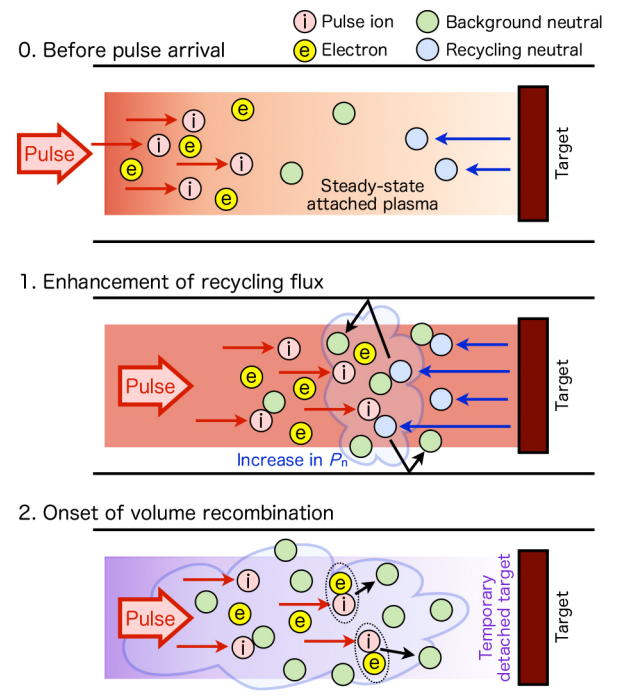 Pulse ion
Background neutral
Electron
Recycling neutral
i
e
0. Before pulse arrival
Pulse
e
i
i
e
i
e
i
e
Steady-state
attached plasma
Target
1. Enhancement of recycling flux
Pulse
i
e
e
i
i
i
e
e
Increase in Pn
Target
2. Onset of volume recombination
Pulse
i
e
i
e
e
i
i
e
Temporary
detached target
Target